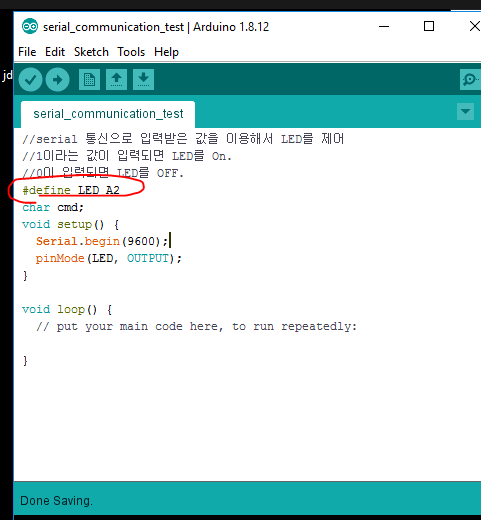 serial_communication_test | Arduino 1.8.12
File Edit Sketch Tools Help
jd
serial_communication_test
//serial 통신으로 입력받은 값을 이용해서 LED를 제어
//1이라는 값이 입력되면 LED를 On.
//0이 입력되면 LED를 OFF.
#define LED A2
char cmd;
void setup() {
Serial.begin(9600);
pinMode(LED, OUTPUT);
}
void loop() {
// put your main code here, to run repeatedly:
}
Done Saving.